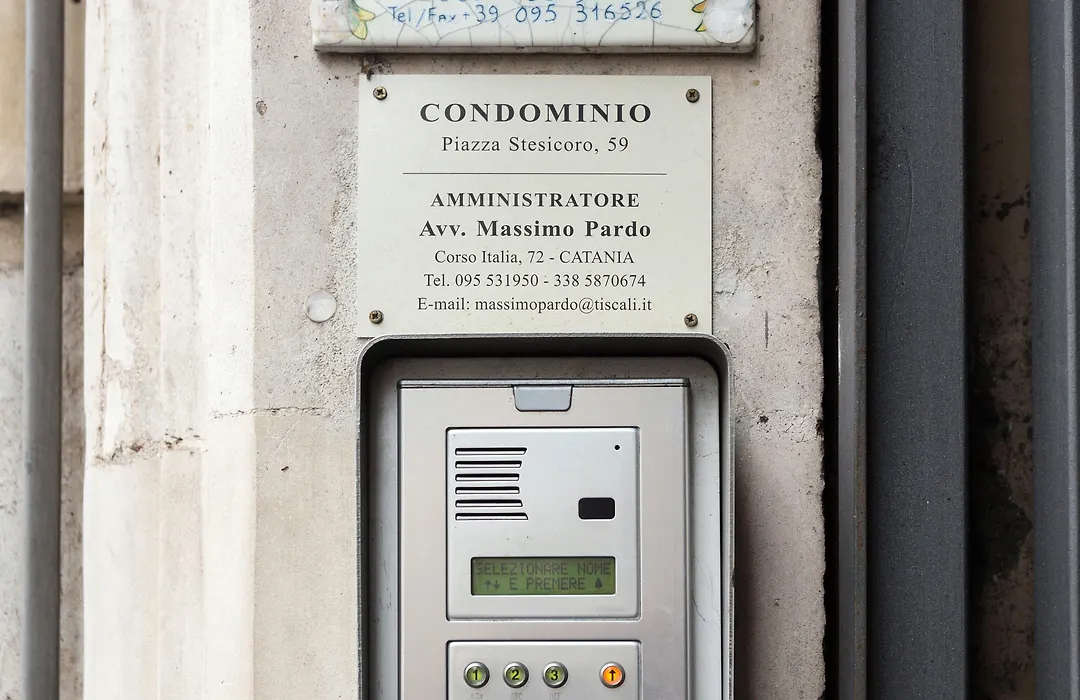 Tel/Fax +39 095 316526
CONDOMINIO
Piazza Stesicoro, 59
AMMINISTRATORE
Avv. Massimo Pardo
Corso Italia, 72 - CATANIA
Tel. 095 531950 - 338 5870674
E-mail: massimopardo@tiscali.it
SELEZIONARE NOME
↑↓ E PREMERE 🔔
1 2 3 ↑